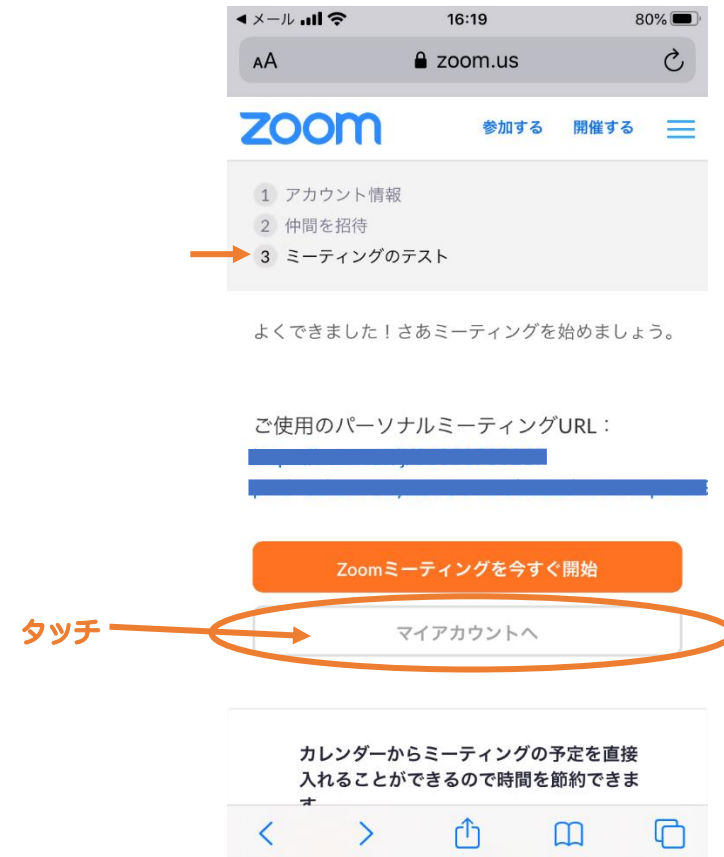 メール 16:19 80%
AA zoom.us
zoom 参加する 開催する
1 アカウント情報
2 仲間を招待
3 ミーティングのテスト
よくできました！さあミーティングを始めましょう。
ご使用のパーソナルミーティングURL：
Zoomミーティングを今すぐ開始
タッチ
マイアカウントへ
カレンダーからミーティングの予定を直接
入れることができるので時間を節約できま
す